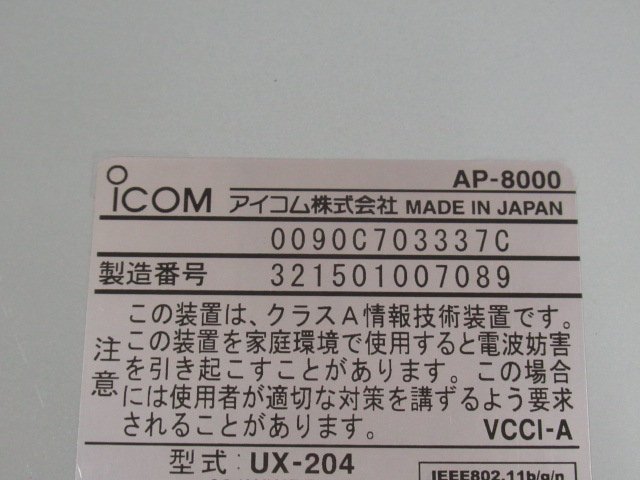 AP-8000
ICOM アイコム株式会社 MADE IN JAPAN
0090C703337C
製造番号 321501007089
注意
この装置は、クラスA情報技術装置です。
この装置を家庭環境で使用すると電波妨害
を引き起こすことがあります。この場合
には使用者が適切な対策を講ずるよう要求
されることがあります。 VCCI-A
型式: UX-204
IEEE802.11b/g/n